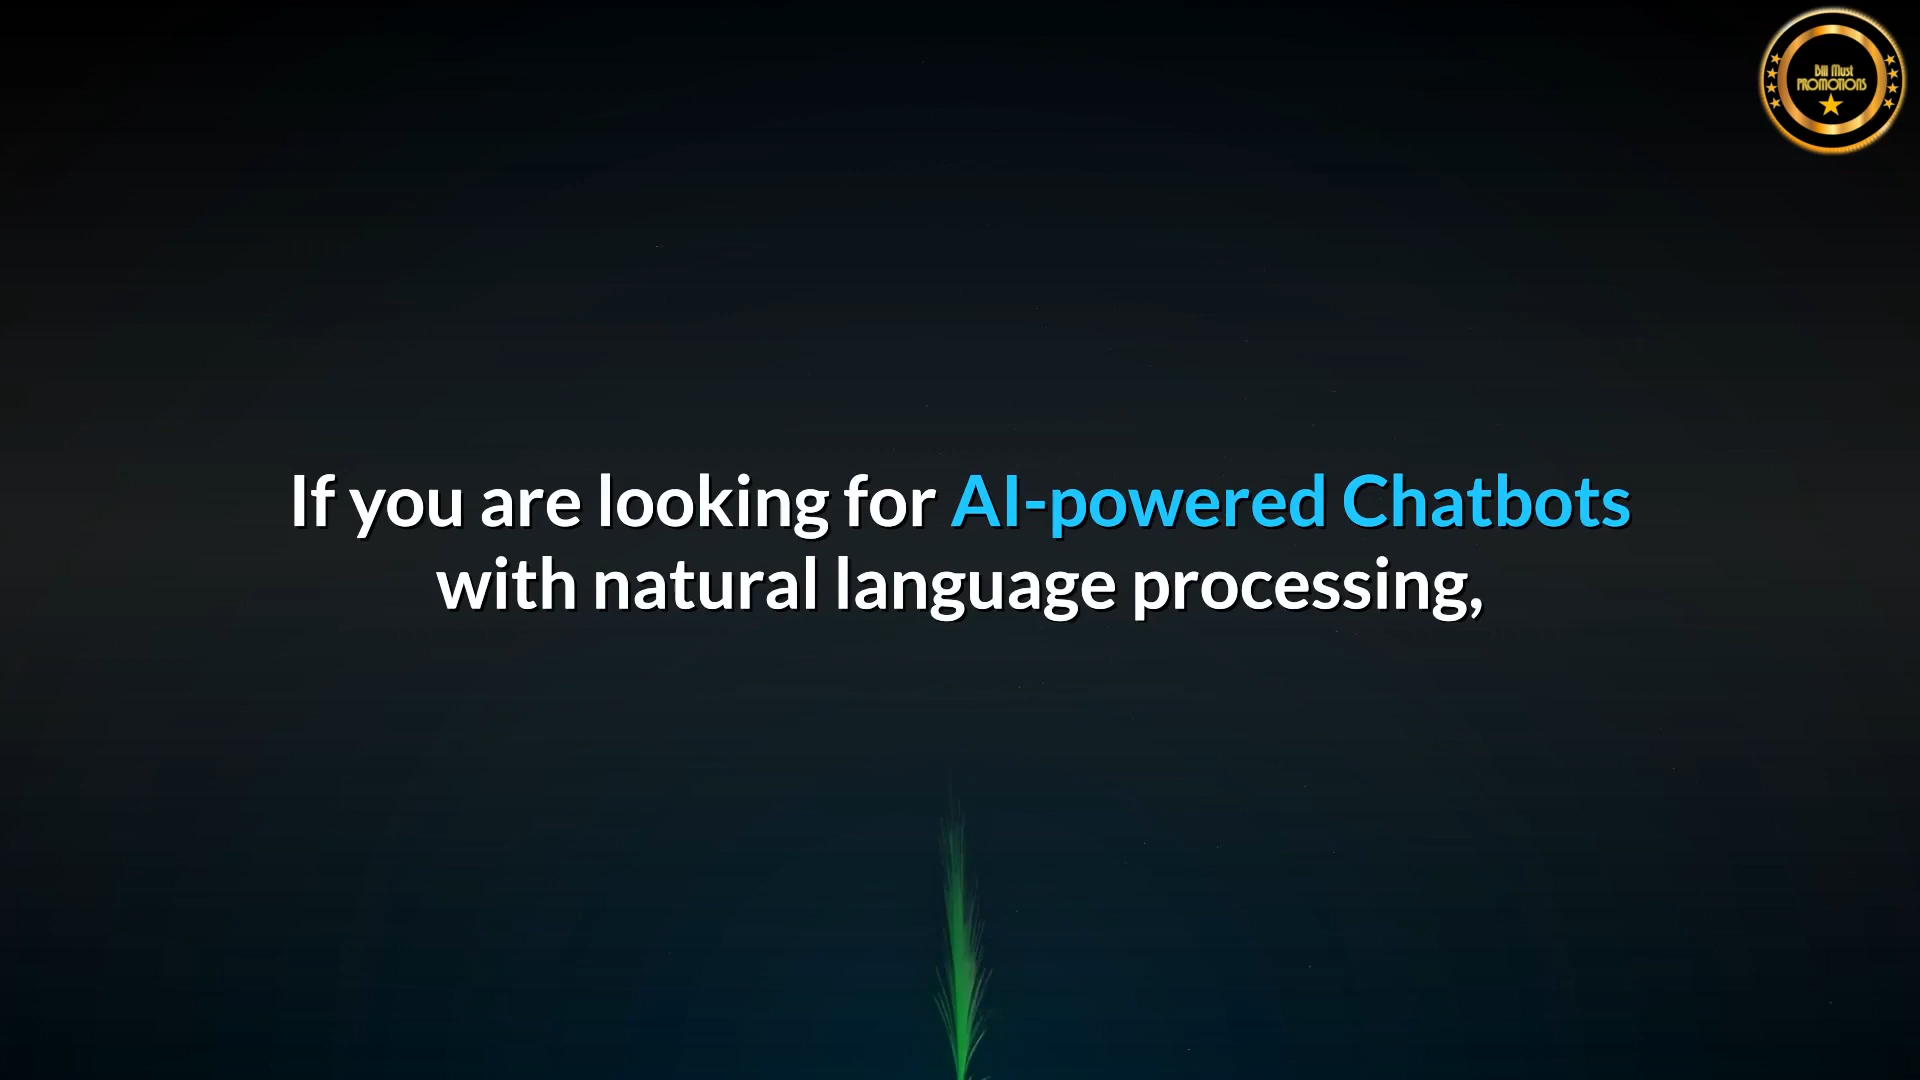 Bill Must
PROMOTIONS
If you are looking for AI-powered Chatbots
with natural language processing,